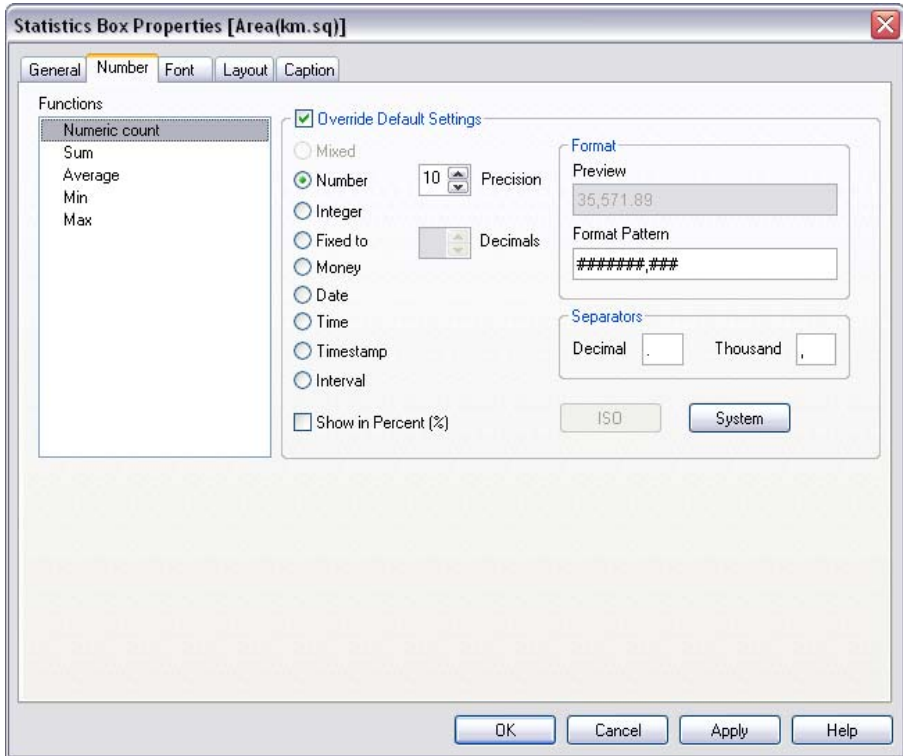 Statistics Box Properties [Area(km.sq)]
General Number Font Layout Caption
Functions
Numeric count
Sum
Average
Min
Max
Override Default Settings
Mixed
Number 10 Precision
Integer
Fixed to Decimals
Money
Date
Time
Timestamp
Interval
Show in Percent (%)
Format
Preview
35,571.89
Format Pattern
#######,###
Separators
Decimal . Thousand ,
ISO System
OK Cancel Apply Help